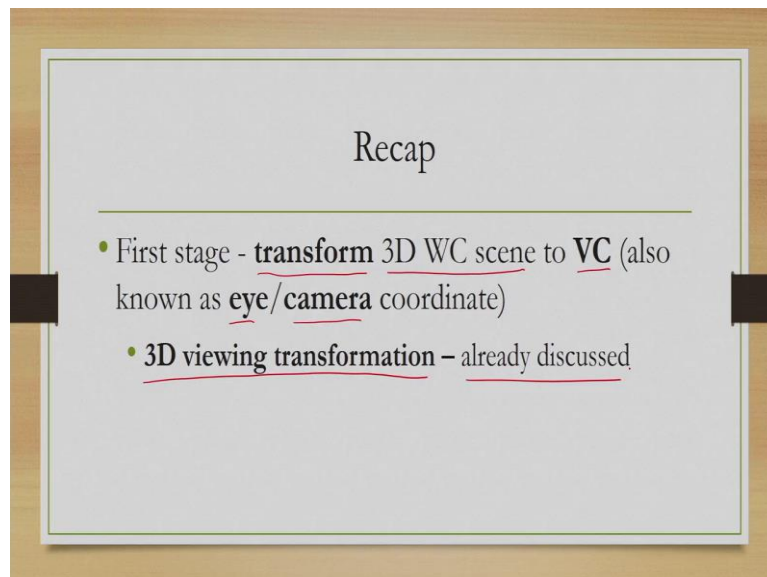 Recap
• First stage - transform 3D WC scene to VC (also
known as eye/camera coordinate)
• 3D viewing transformation – already discussed